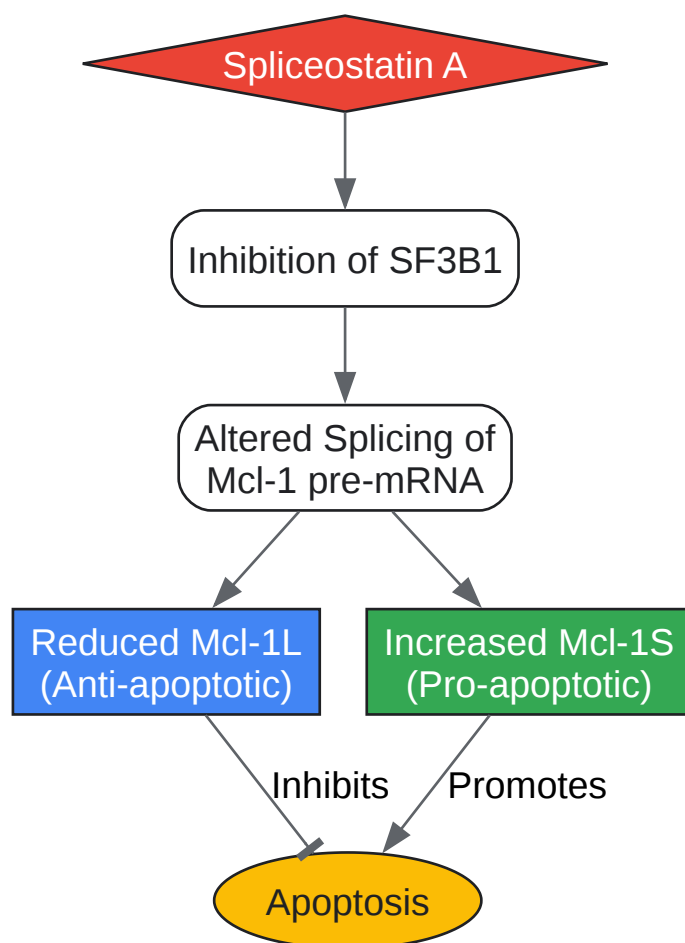 Spliceostatin A
Inhibition of SF3B1
Altered Splicing of
Mcl-1 pre-mRNA
Reduced Mcl-1L
(Anti-apoptotic)
Increased Mcl-1S
(Pro-apoptotic)
Inhibits
Promotes
Apoptosis